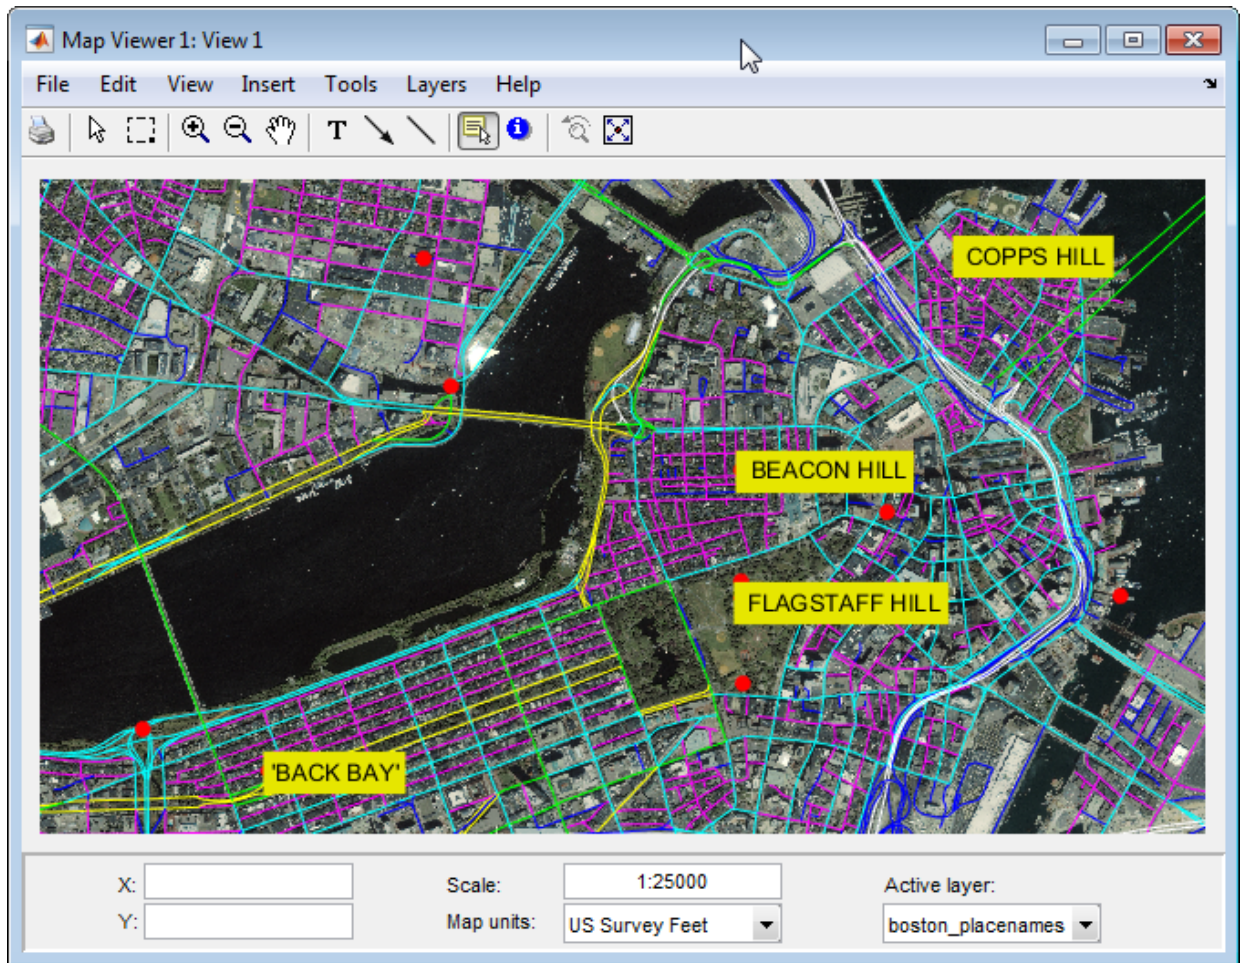 Map Viewer 1: View 1
File Edit View Insert Tools Layers Help
T
COPPS HILL
BEACON HILL
FLAGSTAFF HILL
'BACK BAY'
X:
Scale:
1:25000
Active layer:
Y:
Map units:
US Survey Feet
boston_placenames